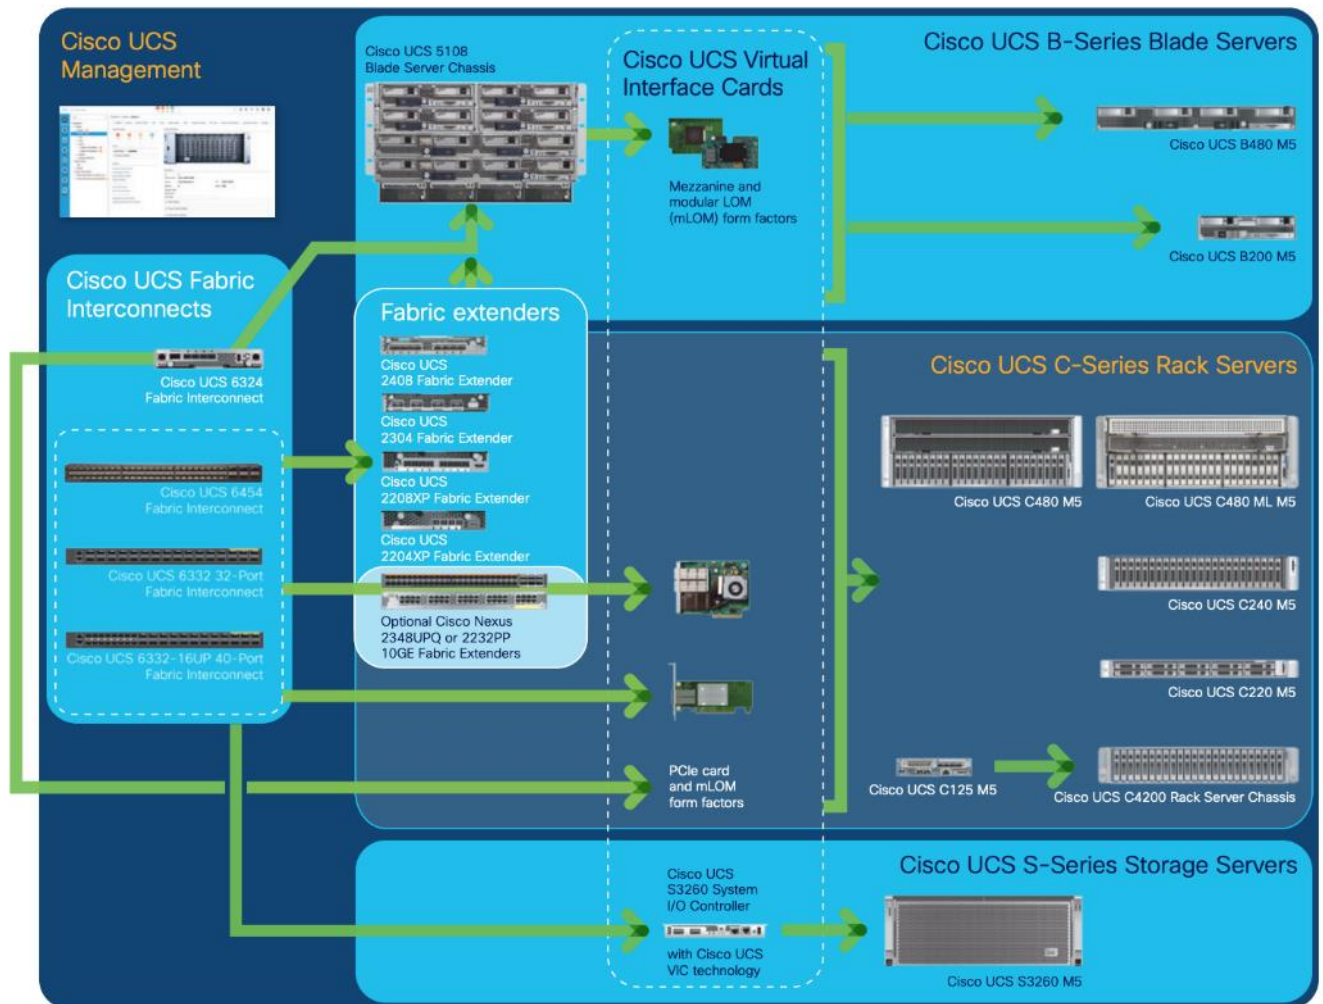 Cisco UCS
Management
Cisco UCS 5108
Blade Server Chassis
Cisco UCS Virtual
Interface Cards
Mezzanine and
modular LOM
(mLOM) form factors
Cisco UCS B-Series Blade Servers
Cisco UCS B480 M5
Cisco UCS B200 M5
Cisco UCS Fabric
Interconnects
Cisco UCS 6324
Fabric Interconnect
Cisco UCS 6454
Fabric Interconnect
Cisco UCS 6332 32-Port
Fabric Interconnect
Cisco UCS 6332-16UP 40-Port
Fabric Interconnect
Fabric extenders
Cisco UCS
2408 Fabric Extender
Cisco UCS
2304 Fabric Extender
Cisco UCS
2208XP Fabric Extender
Cisco UCS
2204XP Fabric Extender
Optional Cisco Nexus
2348UPQ or 2232PP
10GE Fabric Extenders
PCIe card
and mLOM
form factors
Cisco UCS C-Series Rack Servers
Cisco UCS C480 M5
Cisco UCS C480 ML M5
Cisco UCS C240 M5
Cisco UCS C220 M5
Cisco UCS C125 M5
Cisco UCS C4200 Rack Server Chassis
Cisco UCS
S3260 System
I/O Controller
with Cisco UCS
VIC technology
Cisco UCS S-Series Storage Servers
Cisco UCS S3260 M5